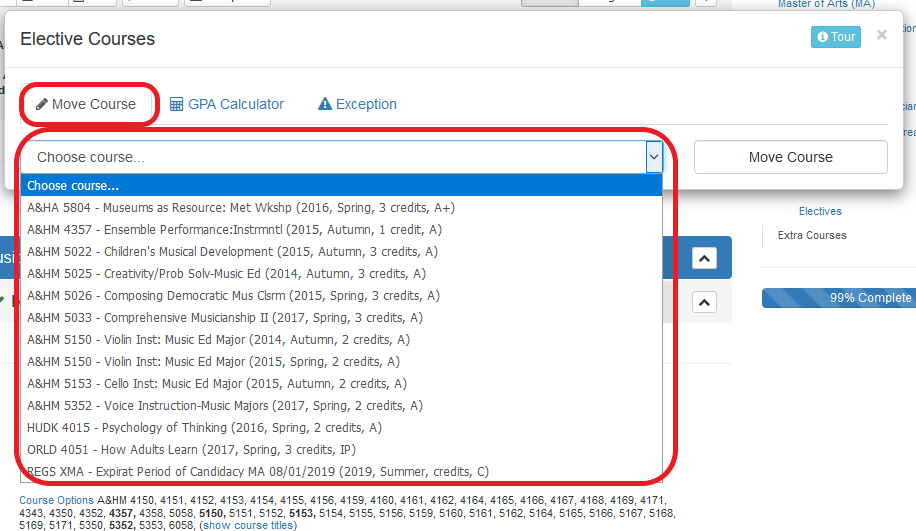 Master of Arts (MA)
Elective Courses
Tour
×
Move Course
GPA Calculator
Exception
Choose course...
Move Course
Choose course...
A&HA 5804 - Museums as Resource: Met Wkshp (2016, Spring, 3 credits, A+)
A&HM 4357 - Ensemble Performance:Instrmntl (2015, Autumn, 1 credit, A)
A&HM 5022 - Children's Musical Development (2015, Autumn, 3 credits, A)
A&HM 5025 - Creativity/Prob Solv-Music Ed (2014, Autumn, 3 credits, A)
A&HM 5026 - Composing Democratic Mus Clsrm (2015, Spring, 3 credits, A)
A&HM 5033 - Comprehensive Musicianship II (2017, Spring, 3 credits, A)
A&HM 5150 - Violin Inst: Music Ed Major (2014, Autumn, 2 credits, A)
A&HM 5150 - Violin Inst: Music Ed Major (2015, Spring, 2 credits, A)
A&HM 5153 - Cello Inst: Music Ed Major (2015, Autumn, 2 credits, A)
A&HM 5352 - Voice Instruction-Music Majors (2017, Spring, 2 credits, A)
HUDK 4015 - Psychology of Thinking (2016, Spring, 2 credits, A)
ORLD 4051 - How Adults Learn (2017, Spring, 3 credits, IP)
REGS XMA - Expirat Period of Candidacy MA 08/01/2019 (2019, Summer, credits, C)
Electives
Extra Courses
99% Complete
Course Options A&HM 4150, 4151, 4152, 4153, 4154, 4155, 4156, 4159, 4160, 4161, 4162, 4164, 4165, 4166, 4167, 4168, 4169, 4171,
4343, 4350, 4352, 4357, 4358, 5058, 5150, 5151, 5152, 5153, 5154, 5155, 5156, 5159, 5160, 5161, 5162, 5164, 5165, 5166, 5167, 5168,
5169, 5171, 5350, 5352, 5353, 6058, (show course titles)